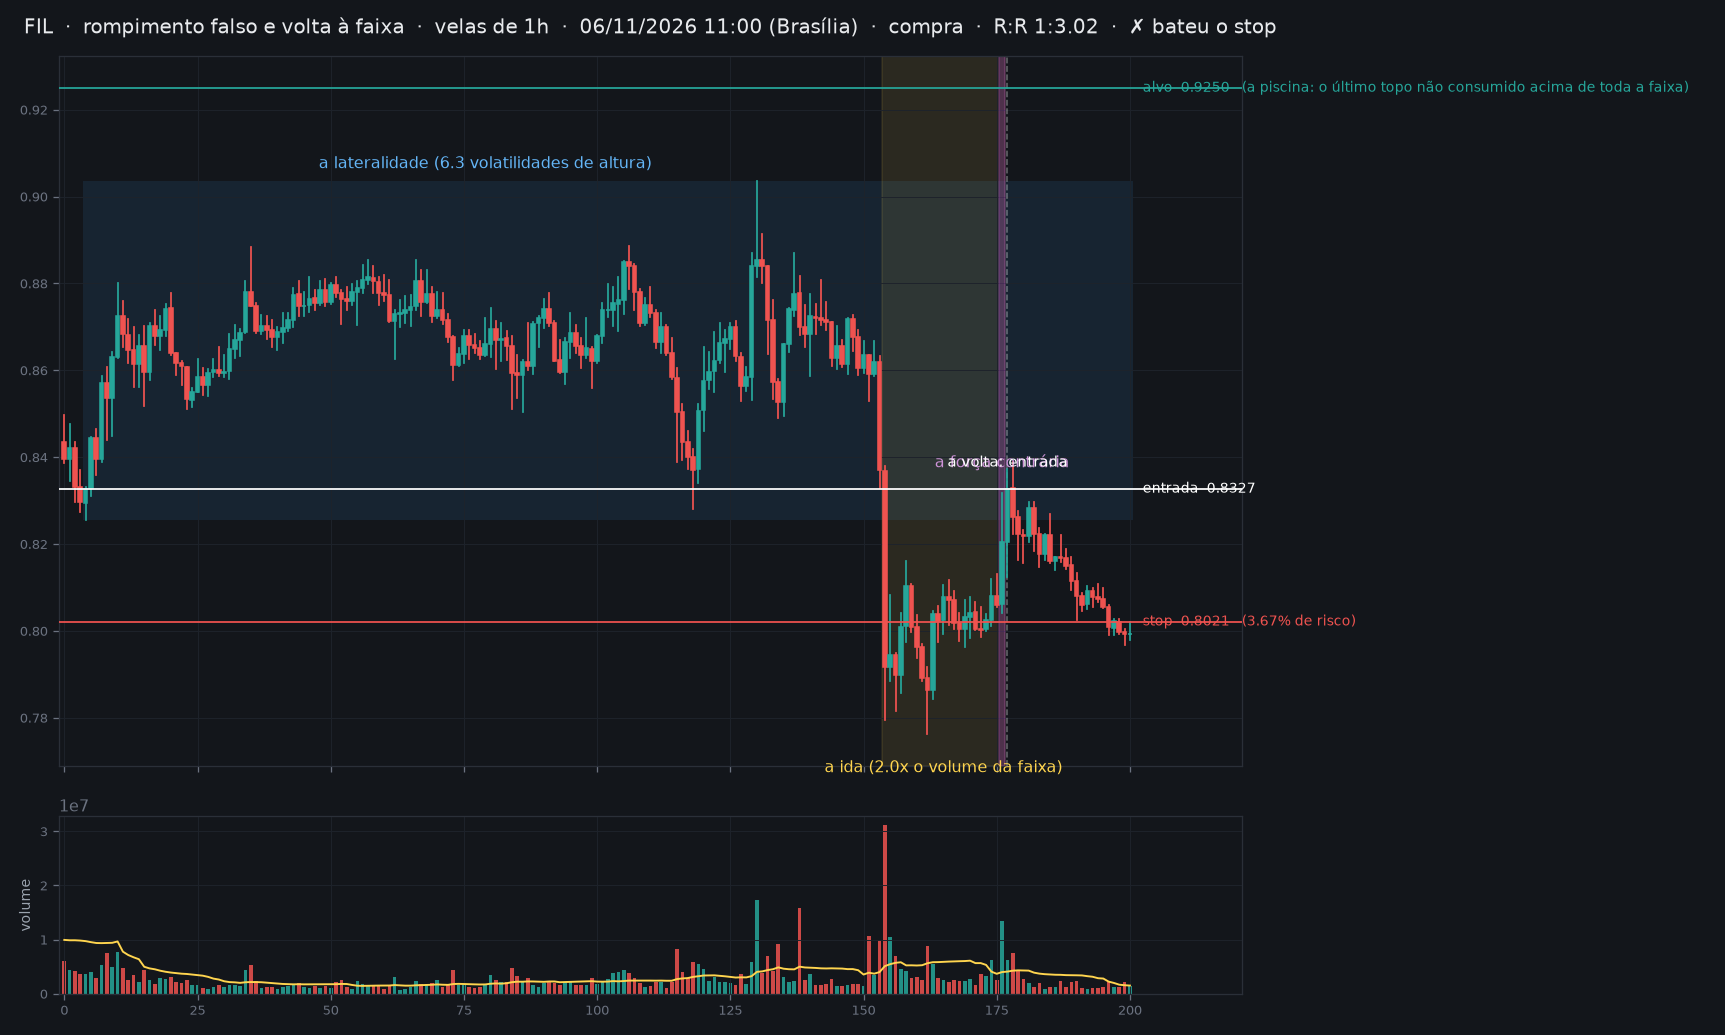 FIL · rompimento falso e volta à faixa · velas de 1h · 06/11/2026 11:00 (Brasília) · compra · R:R 1:3.02 · ✗ bateu o stop
alvo 0.9250 (a piscina: o último topo não consumido acima de toda a faixa)
0.92
a lateralidade (6.3 volatilidades de altura)
0.90
0.88
0.86
0.84
a volta: entrada
entrada 0.8327
0.82
stop 0.8021 (3.67% de risco)
0.80
0.78
a ida (2.0x o volume da faixa)
1e7
3
2
1
0
volume
0 25 50 75 100 125 150 175 200